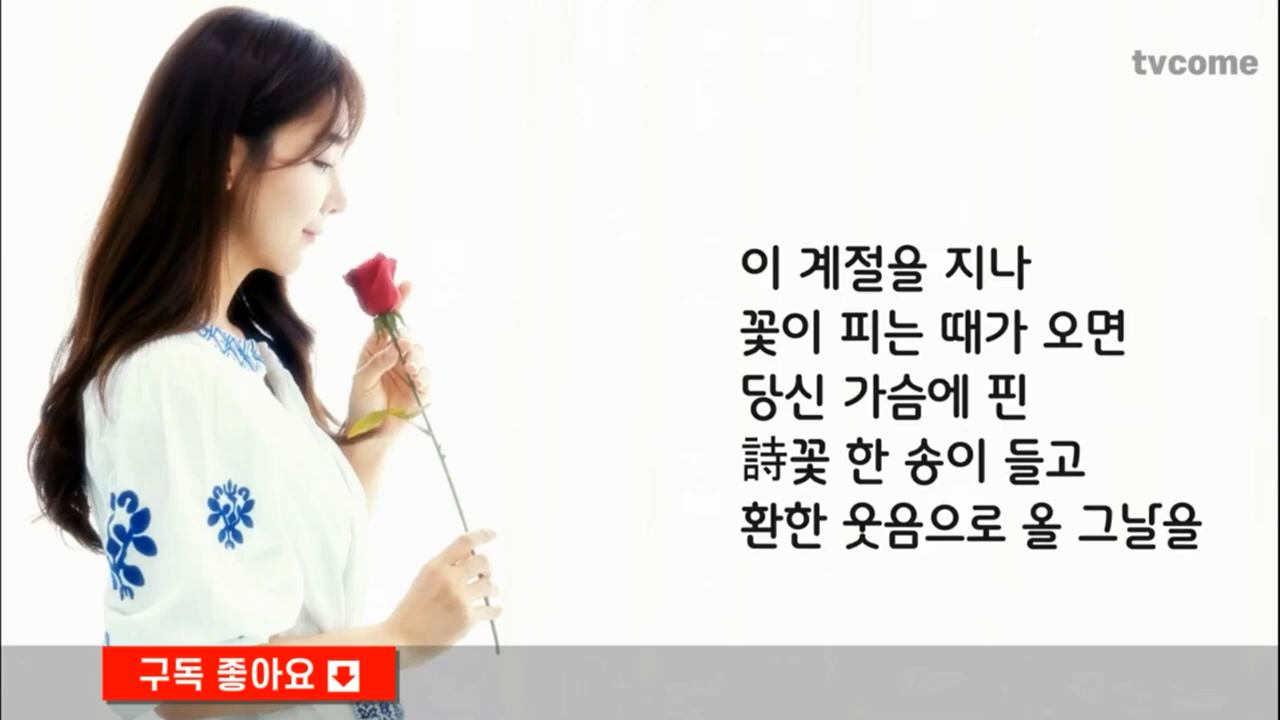 tvcome
이 계절을 지나
꽃이 피는 때가 오면
당신 가슴에 핀
詩꽃 한 송이 들고
환한 웃음으로 올 그날을
구독 좋아요